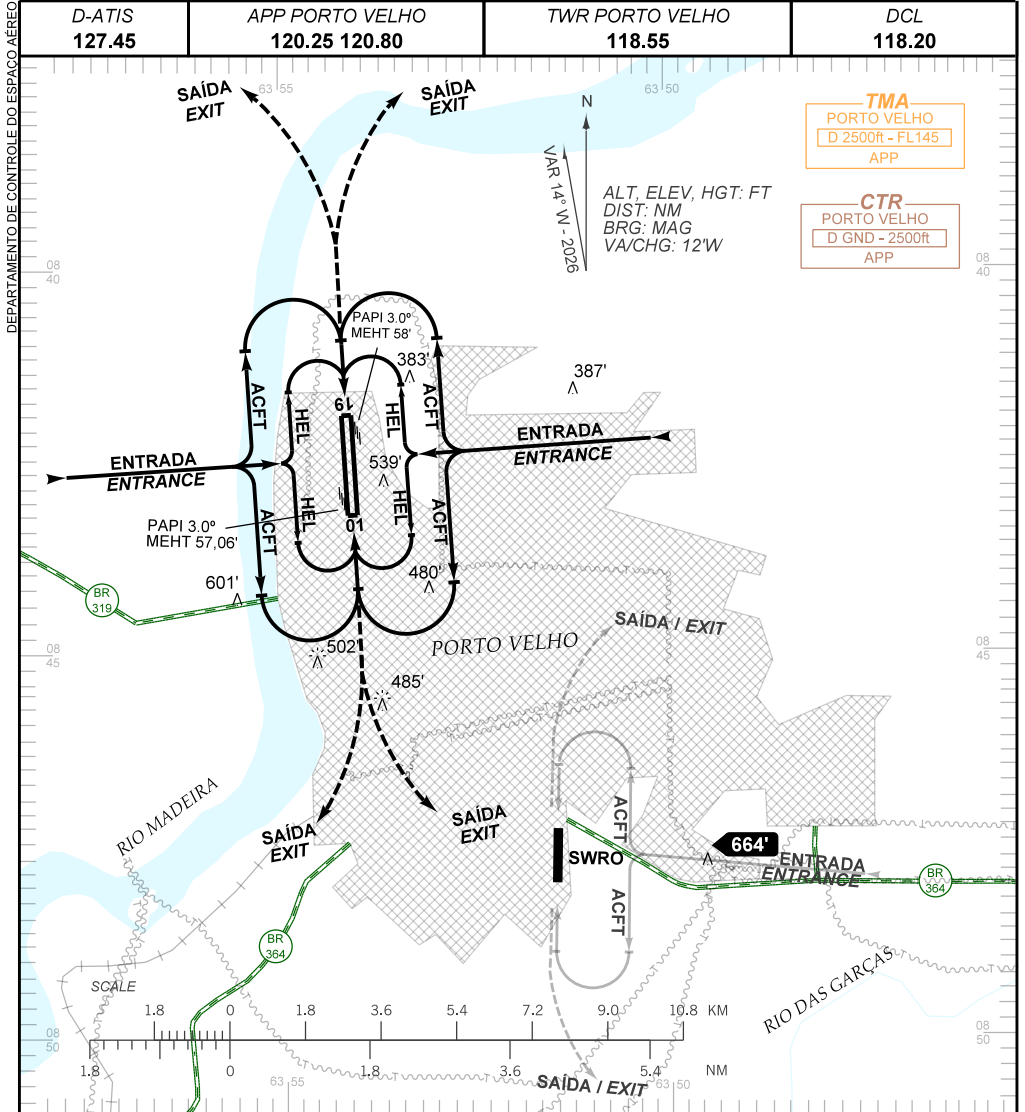 DEPARTAMENTO DE CONTROLE DO ESPAÇO AÉREO
D-ATIS
127.45
APP PORTO VELHO
120.25 120.80
TWR PORTO VELHO
118.55
DCL
118.20
63 55
63 50
SAÍDA
EXIT
SAÍDA
EXIT
N
VAR 14° W - 2026
ALT, ELEV, HGT: FT
DIST: NM
BRG: MAG
VA/CHG: 12'W
TMA
PORTO VELHO
D 2500ft - FL145
APP
CTR
PORTO VELHO
D GND - 2500ft
APP
08
40
08
40
PAPI 3.0º
MEHT 58'
383'
387'
ACFT
HEL
19
HEL
ACFT
ENTRADA
ENTRANCE
539'
ENTRADA
ENTRANCE
ACFT
HEL
01
HEL
ACFT
PAPI 3.0º
MEHT 57,06'
601'
480'
BR
319
SAÍDA / EXIT
502'
PORTO VELHO
08
45
08
45
485'
RIO MADEIRA
SAÍDA
EXIT
SAÍDA
EXIT
ACFT
SWRO
664'
ENTRADA
ENTRANCE
BR
364
ACFT
BR
364
RIO DAS GARÇAS
SCALE
1.8 0 1.8 3.6 5.4 7.2 9.0 10.8 KM
08
50
08
50
1.8 0 1.8 3.6 5.4 NM
63 55
SAÍDA / EXIT
63 50